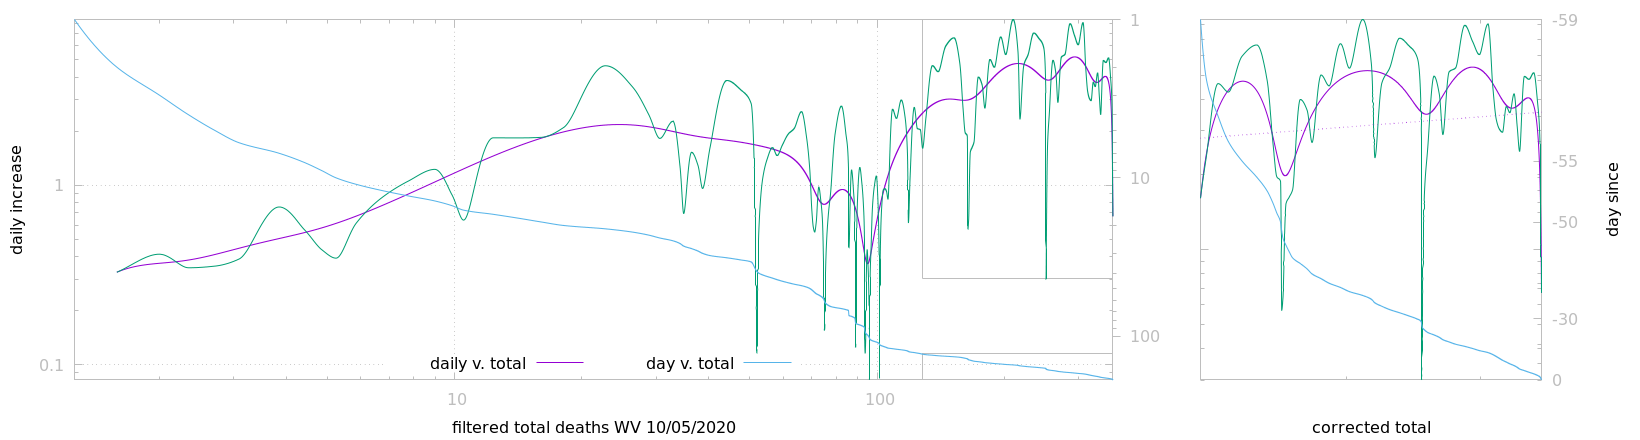 daily increase
1
0.1
10
100
daily v. total
day v. total
1
10
100
filtered total deaths WV 10/05/2020
-59
-55
-50
-30
0
day since
corrected total